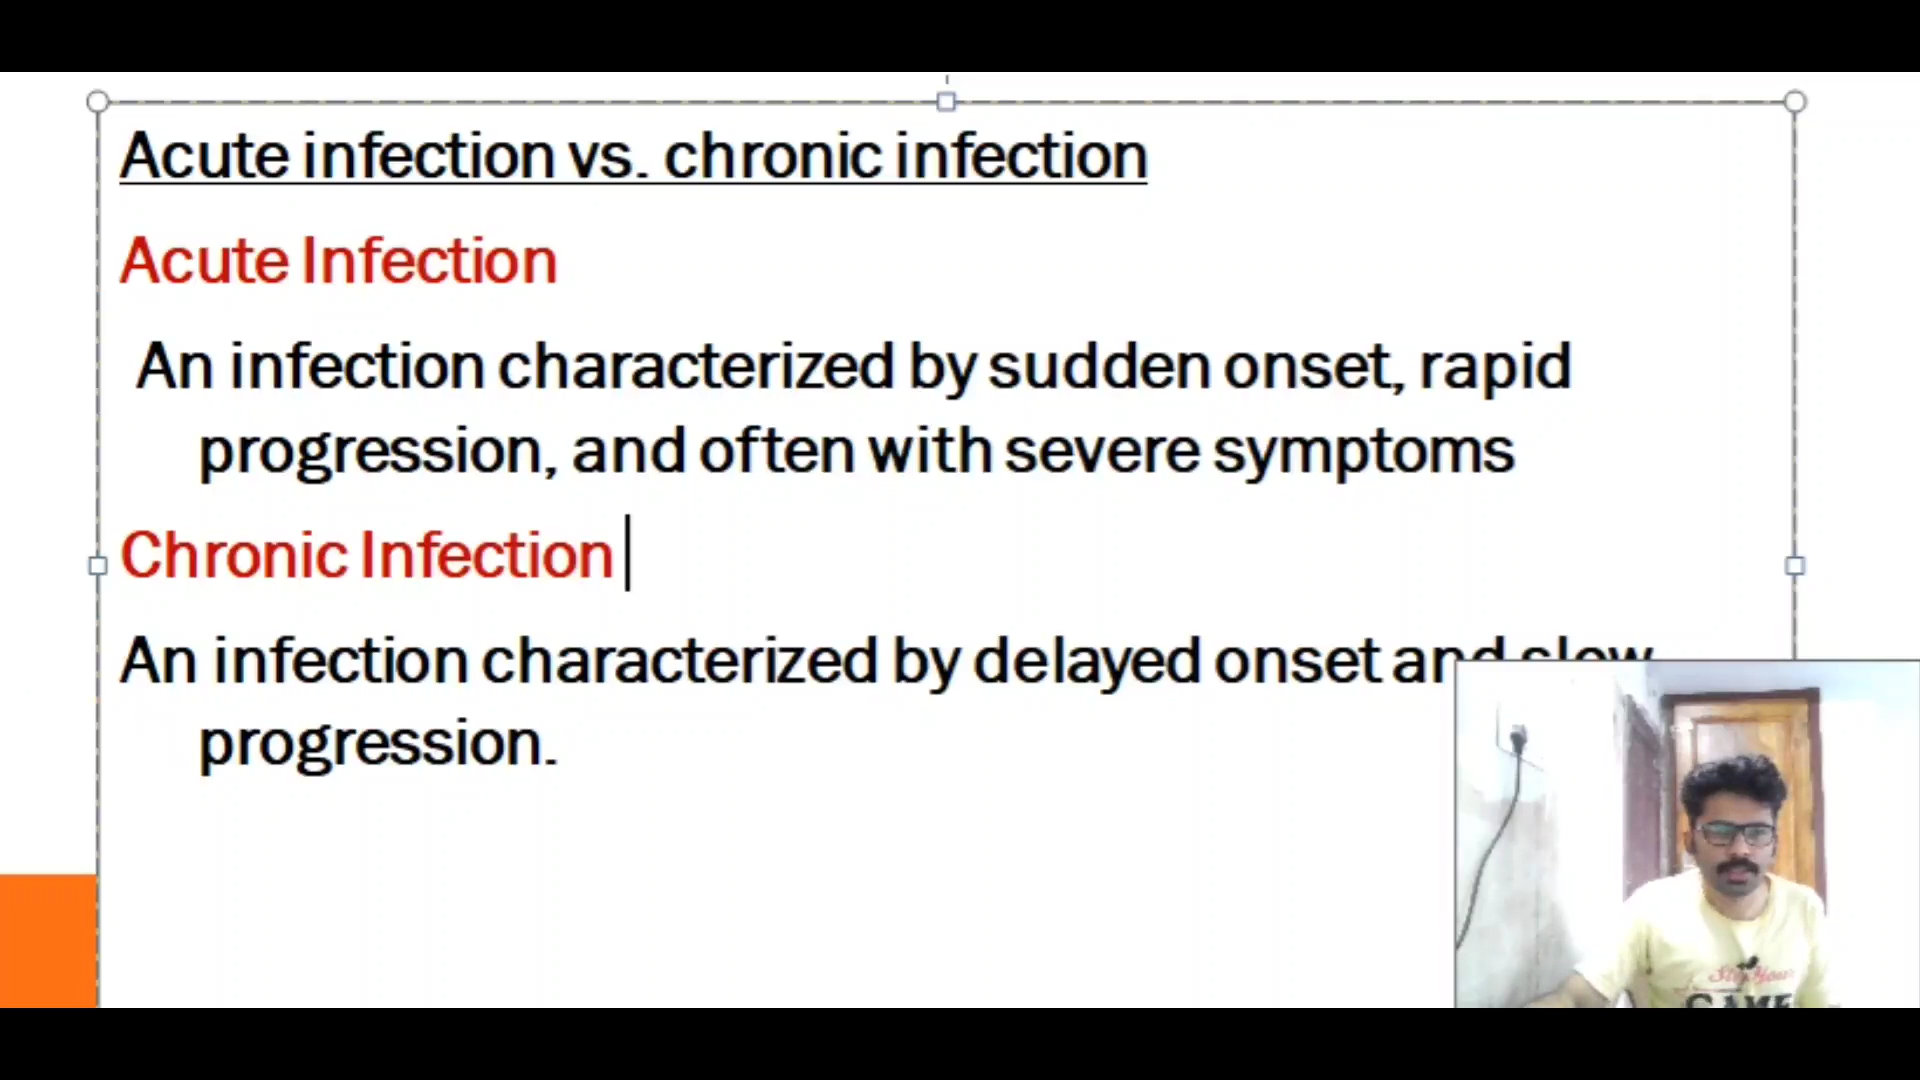 Acute infection vs. chronic infection
Acute Infection
An infection characterized by sudden onset, rapid
progression, and often with severe symptoms
Chronic Infection
An infection characterized by delayed onset and slow
progression.
GAME